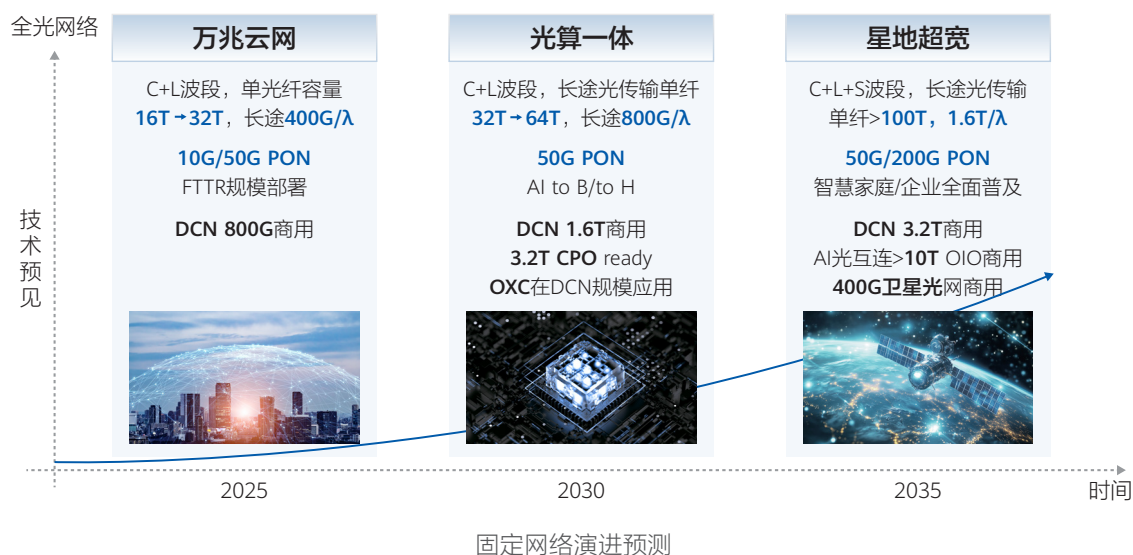 全光网络
技术预见
万兆云网
C+L波段，单光纤容量
16T→32T，长途400G/λ
10G/50G PON
FTTR规模部署
DCN 800G商用
光算一体
C+L波段，长途光传输单纤
32T→64T，长途800G/λ
50G PON
AI to B/to H
DCN 1.6T商用
3.2T CPO ready
OXC在DCN规模应用
星地超宽
C+L+S波段，长途光传输
单纤>100T，1.6T/λ
50G/200G PON
智慧家庭/企业全面普及
DCN 3.2T商用
AI光互连>10T OIO商用
400G卫星光网商用
2025
2030
2035
时间
固定网络演进预测